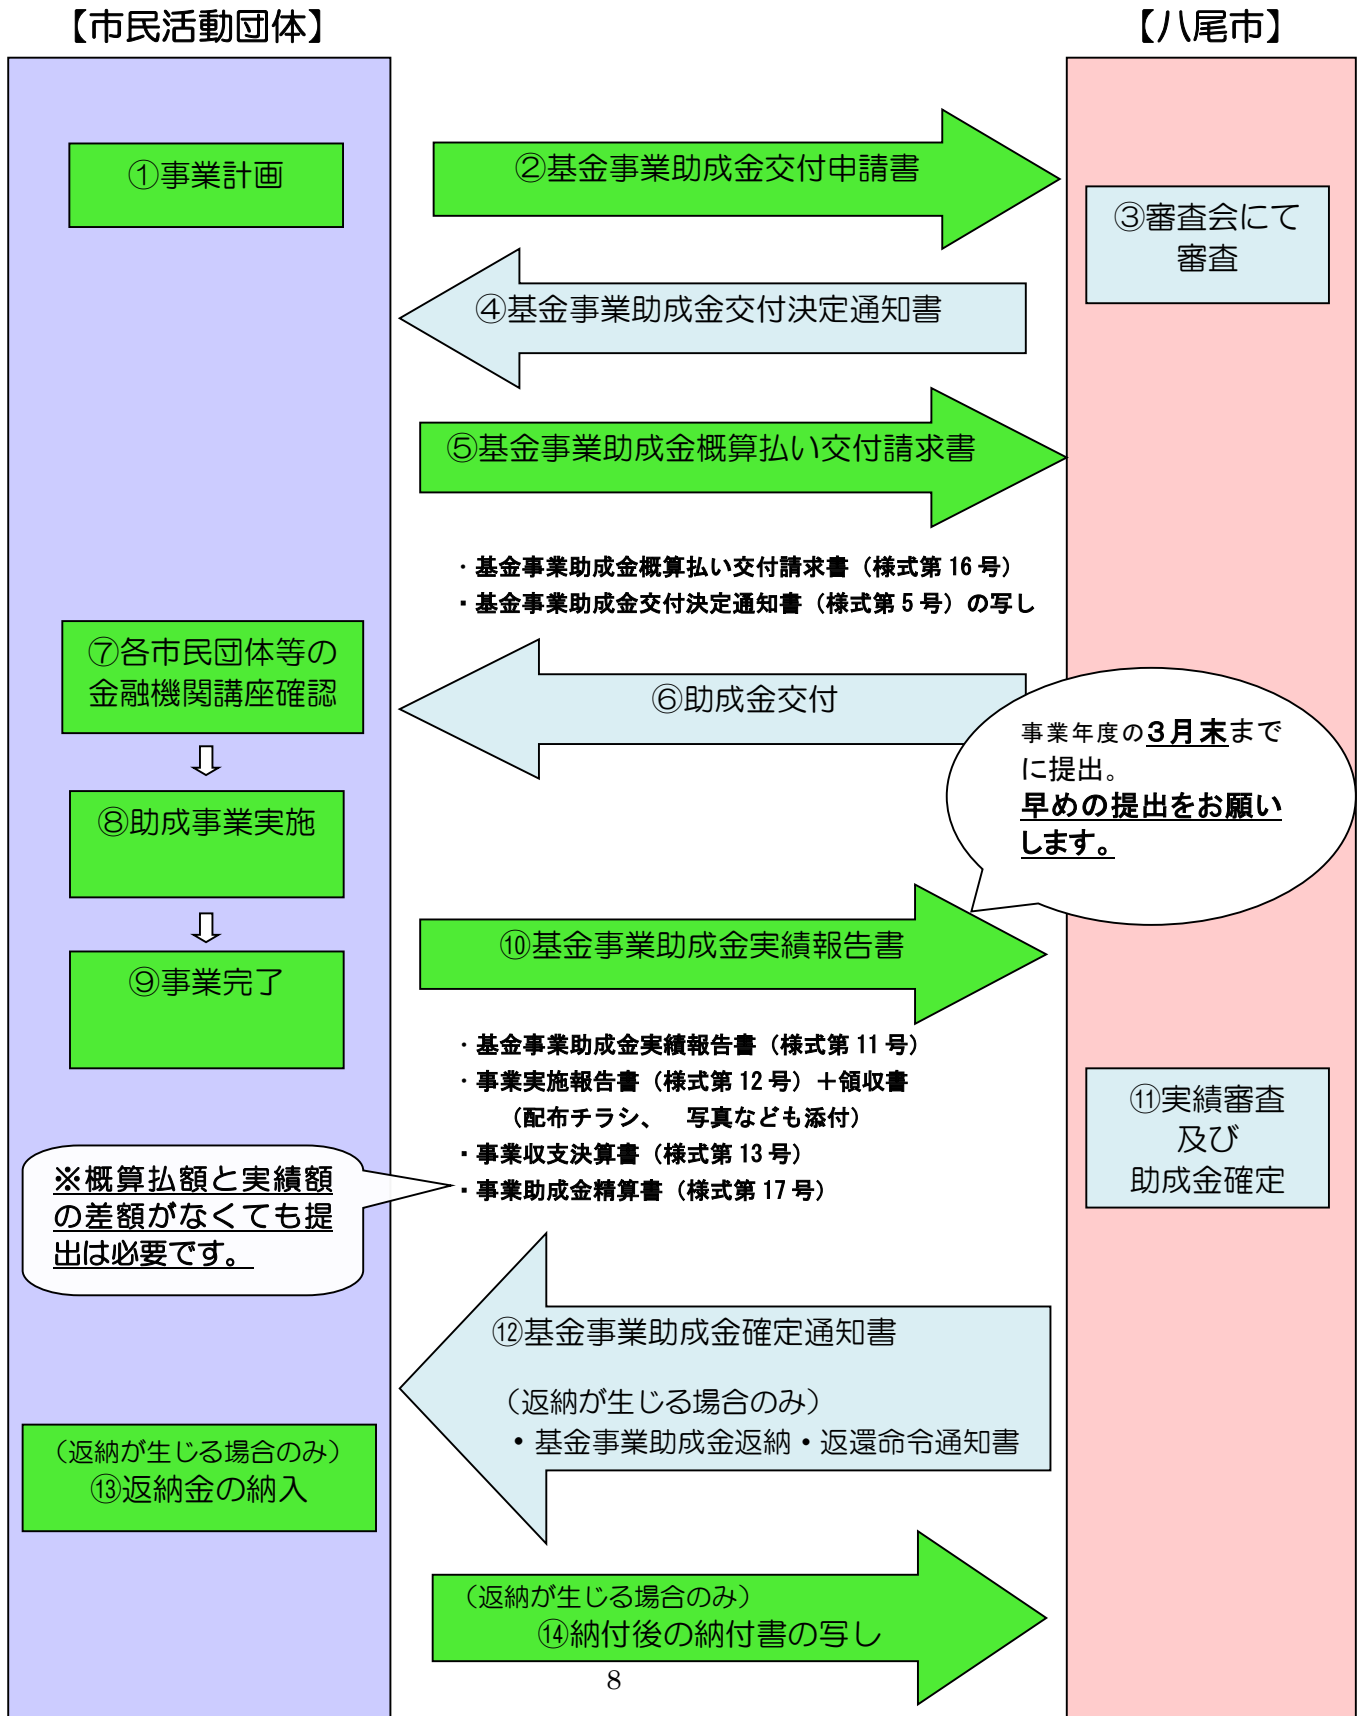 【市民活動団体】
【八尾市】
①事業計画
②基金事業助成金交付申請書
③審査会にて
審査
④基金事業助成金交付決定通知書
⑤基金事業助成金概算払い交付請求書
・基金事業助成金概算払い交付請求書（様式第16号）
・基金事業助成金交付決定通知書（様式第5号）の写し
⑦各市民団体等の
金融機関講座確認
⑥助成金交付
事業年度の３月末まで
に提出。
早めの提出をお願い
します。
⑧助成事業実施
⑨事業完了
⑩基金事業助成金実績報告書
・基金事業助成金実績報告書（様式第11号）
・事業実施報告書（様式第12号）＋領収書
（配布チラシ、　写真なども添付）
・事業収支決算書（様式第13号）
・事業助成金精算書（様式第17号）
⑪実績審査
及び
助成金確定
※概算払額と実績額
の差額がなくても提
出は必要です。
⑫基金事業助成金確定通知書
（返納が生じる場合のみ）
・基金事業助成金返納・返還命令通知書
（返納が生じる場合のみ）
⑬返納金の納入
（返納が生じる場合のみ）
⑭納付後の納付書の写し
8